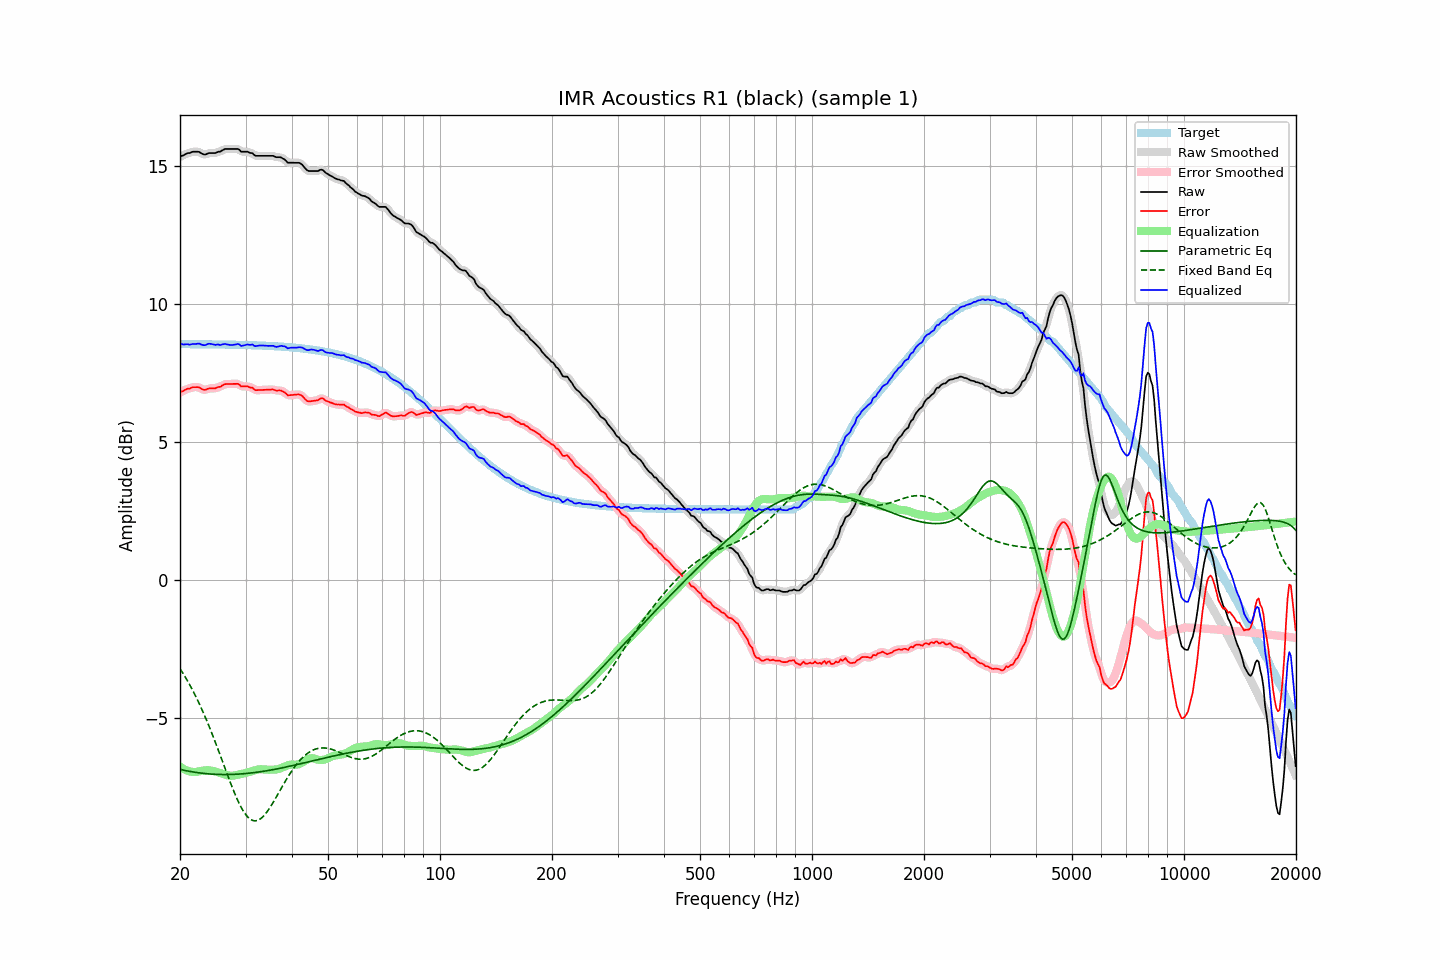 IMR Acoustics R1 (black) (sample 1)
Target
Raw Smoothed
Error Smoothed
Raw
Error
Equalization
Parametric Eq
Fixed Band Eq
Equalized
15
10
5
0
−5
Amplitude (dBr)
20 50 100 200 500 1000 2000 5000 10000 20000
Frequency (Hz)